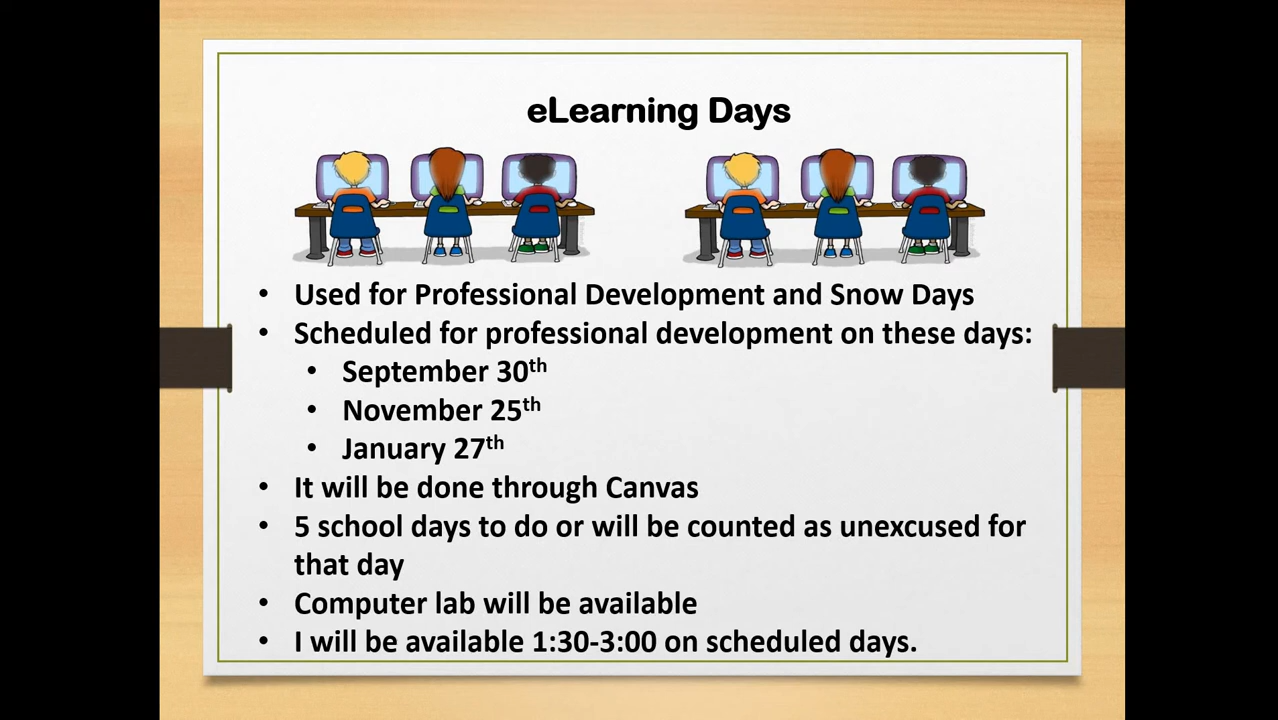 eLearning Days
• Used for Professional Development and Snow Days
• Scheduled for professional development on these days:
• September 30th
• November 25th
• January 27th
• It will be done through Canvas
• 5 school days to do or will be counted as unexcused for
that day
• Computer lab will be available
• I will be available 1:30-3:00 on scheduled days.